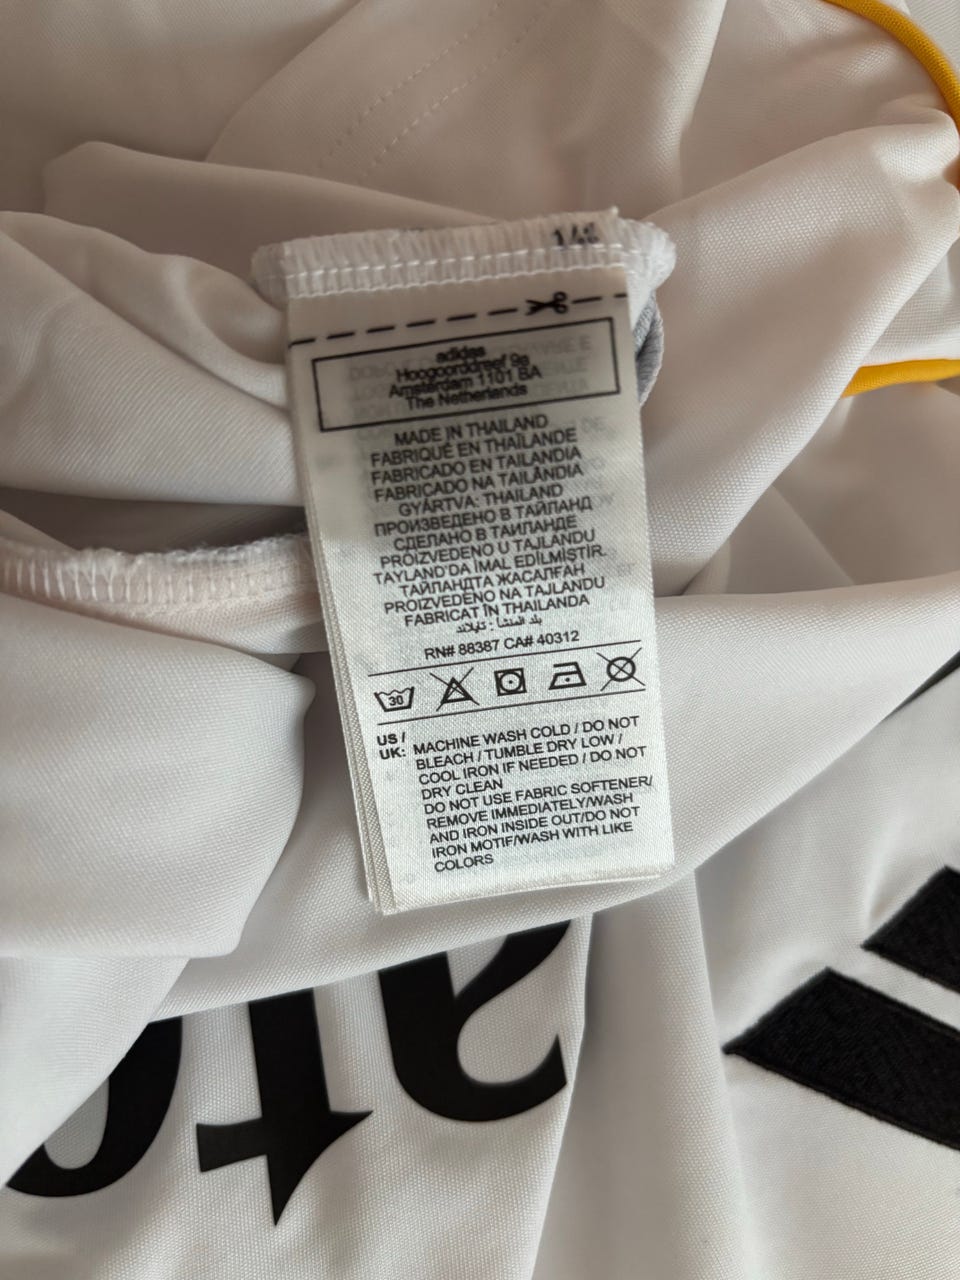 adidas
Hoogoorddreef 9a
Amsterdam 1101 BA
The Netherlands
MADE IN THAILAND
FABRIQUÉ EN THAÏLANDE
FABRICADO EN TAILANDIA
FABRICADO NA TAILÂNDIA
GYÁRTVA: THAILAND
ПРОИЗВЕДЕНО В ТАЙЛАНД
СДЕЛАНО В ТАИЛАНДЕ
PROIZVEDENO U TAJLANDU
TAYLAND'DA İMAL EDİLMİŞTİR.
ТАЙЛАНДТА ЖАСАЛҒАН
PROIZVEDENO NA TAJLANDU
FABRICAT ÎN THAILANDA
بلد المنشأ : تايلاند
RN# 88387 CA# 40312
30
US / UK: MACHINE WASH COLD / DO NOT
BLEACH / TUMBLE DRY LOW /
COOL IRON IF NEEDED / DO NOT
DRY CLEAN
DO NOT USE FABRIC SOFTENER/
REMOVE IMMEDIATELY/WASH
AND IRON INSIDE OUT/DO NOT
IRON MOTIF/WASH WITH LIKE
COLORS